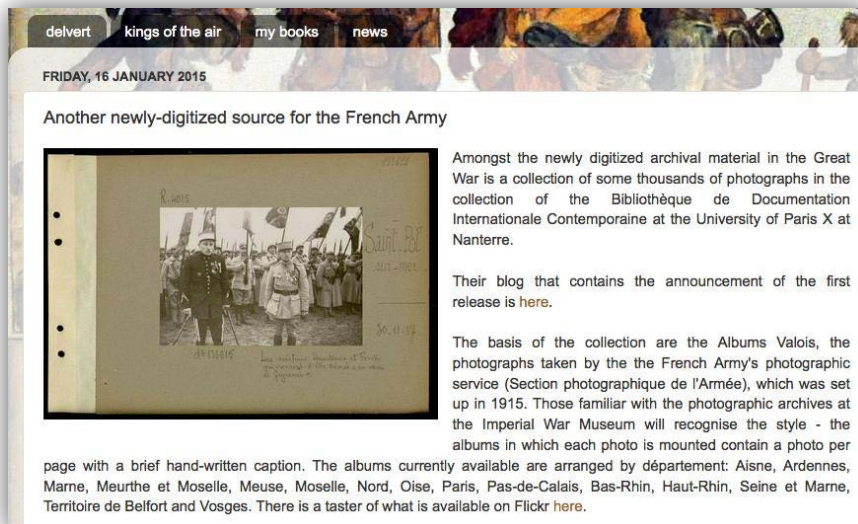 delvert kings of the air my books news
FRIDAY, 16 JANUARY 2015
Another newly-digitized source for the French Army
R. 2015
Saint Pol
30-11-17
Amongst the newly digitized archival material in the Great
War is a collection of some thousands of photographs in the
collection of the Bibliothèque de Documentation
Internationale Contemporaine at the University of Paris X at
Nanterre.
Their blog that contains the announcement of the first
release is here.
The basis of the collection are the Albums Valois, the
photographs taken by the the French Army's photographic
service (Section photographique de l'Armée), which was set
up in 1915. Those familiar with the photographic archives at
the Imperial War Museum will recognise the style - the
albums in which each photo is mounted contain a photo per
page with a brief hand-written caption. The albums currently
available are arranged by département: Aisne, Ardennes,
Marne, Meurthe et Moselle, Meuse, Moselle, Nord, Oise, Paris, Pas-de-Calais, Bas-Rhin, Haut-Rhin, Seine et Marne,
Territoire de Belfort and Vosges. There is a taster of what is available on Flickr here.